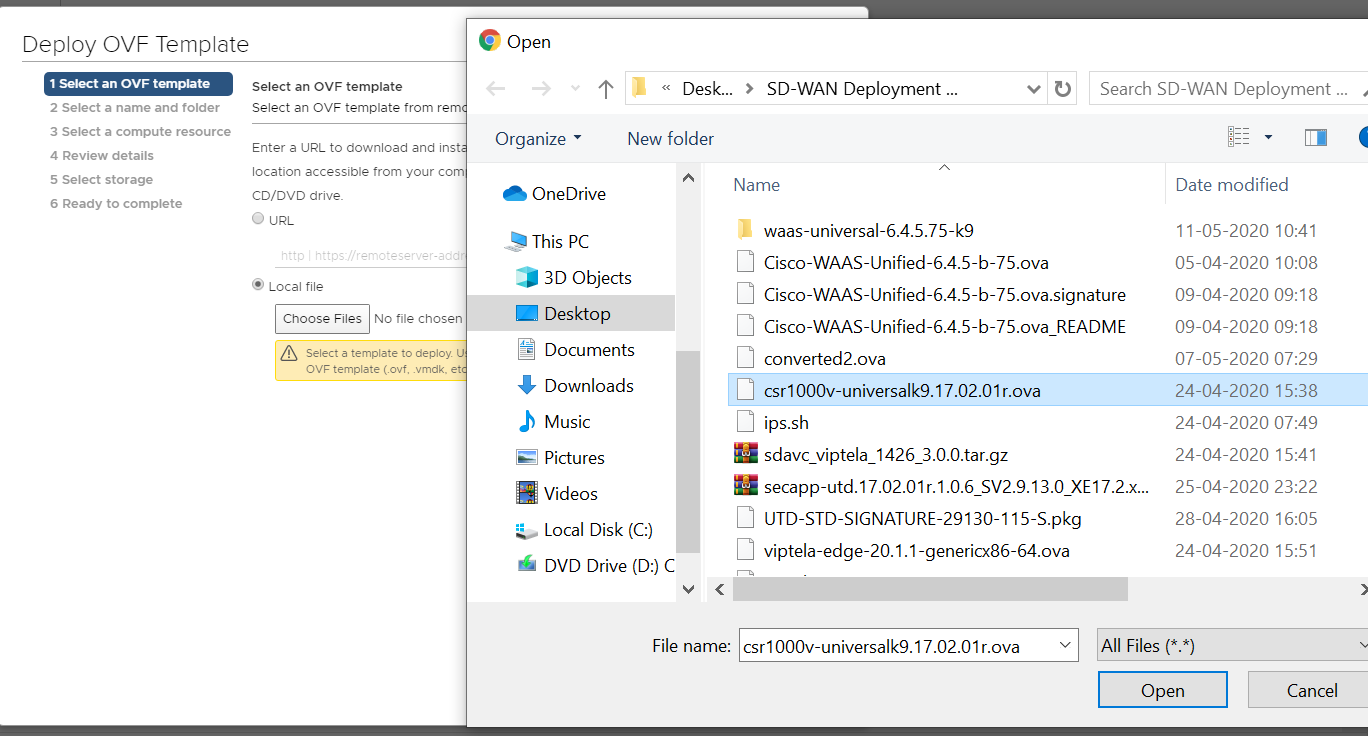 Deploy OVF Template
1 Select an OVF template
2 Select a name and folder
3 Select a compute resource
4 Review details
5 Select storage
6 Ready to complete
Select an OVF template
Select an OVF template from remo
Enter a URL to download and insta
location accessible from your comp
CD/DVD drive.
URL
http | https://remoteserver-addre
Local file
Choose Files No file chosen
Select a template to deploy. Us
OVF template (.ovf, .vmdk, etc
Open
« Desk... > SD-WAN Deployment ...
Search SD-WAN Deployment ...
Organize
New folder
OneDrive
This PC
3D Objects
Desktop
Documents
Downloads
Music
Pictures
Videos
Local Disk (C:)
DVD Drive (D:) C
Name Date modified
waas-universal-6.4.5.75-k9 11-05-2020 10:41
Cisco-WAAS-Unified-6.4.5-b-75.ova 05-04-2020 10:08
Cisco-WAAS-Unified-6.4.5-b-75.ova.signature 09-04-2020 09:18
Cisco-WAAS-Unified-6.4.5-b-75.ova_README 09-04-2020 09:18
converted2.ova 07-05-2020 07:29
csr1000v-universalk9.17.02.01r.ova 24-04-2020 15:38
ips.sh 24-04-2020 07:49
sdavc_viptela_1426_3.0.0.tar.gz 24-04-2020 15:41
secapp-utd.17.02.01r.1.0.6_SV2.9.13.0_XE17.2.x... 25-04-2020 23:22
UTD-STD-SIGNATURE-29130-115-S.pkg 28-04-2020 16:05
viptela-edge-20.1.1-genericx86-64.ova 24-04-2020 15:51
File name: csr1000v-universalk9.17.02.01r.ova
All Files (*.*)
Open
Cancel